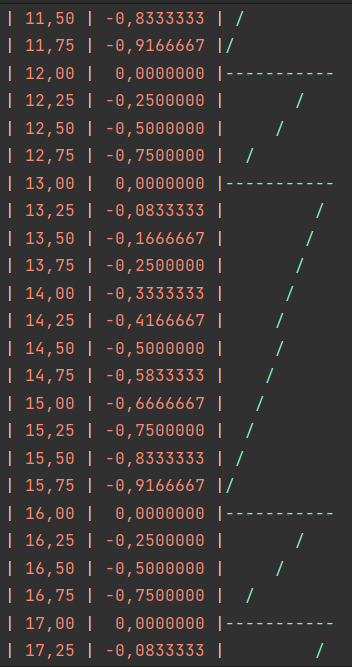 | 11,50 | -0,8333333 | /
| 11,75 | -0,9166667 |/
| 12,00 |  0,0000000 |-----------
| 12,25 | -0,2500000 |       /
| 12,50 | -0,5000000 |     /
| 12,75 | -0,7500000 |  /
| 13,00 |  0,0000000 |-----------
| 13,25 | -0,0833333 |         /
| 13,50 | -0,1666667 |        /
| 13,75 | -0,2500000 |       /
| 14,00 | -0,3333333 |      /
| 14,25 | -0,4166667 |     /
| 14,50 | -0,5000000 |     /
| 14,75 | -0,5833333 |    /
| 15,00 | -0,6666667 |   /
| 15,25 | -0,7500000 |  /
| 15,50 | -0,8333333 | /
| 15,75 | -0,9166667 |/
| 16,00 |  0,0000000 |-----------
| 16,25 | -0,2500000 |       /
| 16,50 | -0,5000000 |     /
| 16,75 | -0,7500000 |  /
| 17,00 |  0,0000000 |-----------
| 17,25 | -0,0833333 |         /